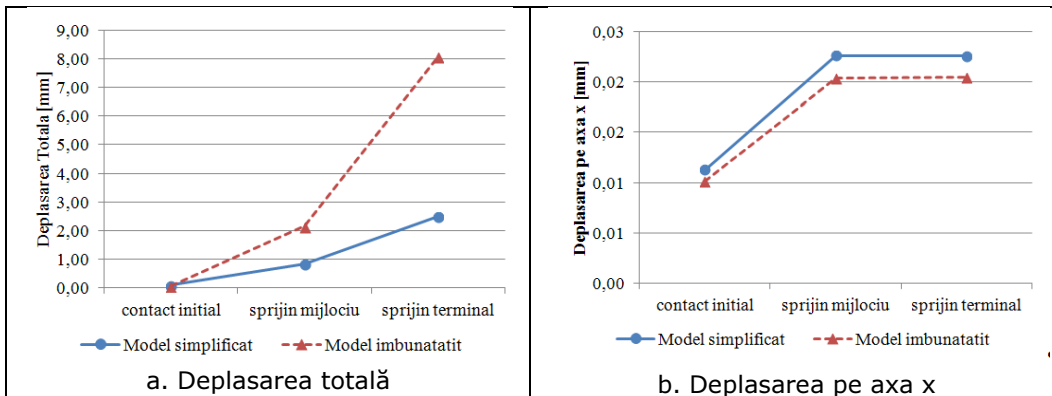 9,00
8,00
7,00
6,00
5,00
4,00
3,00
2,00
1,00
0,00
Deplasarea Totala [mm]
contact initial sprijin mijlociu sprijin terminal
Model simplificat Model imbunatatit
a. Deplasarea totală
0,03
0,02
0,02
0,01
0,01
0,00
Deplasarea pe axa x [mm]
contact initial sprijin mijlociu sprijin terminal
Model simplificat Model imbunatatit
b. Deplasarea pe axa x